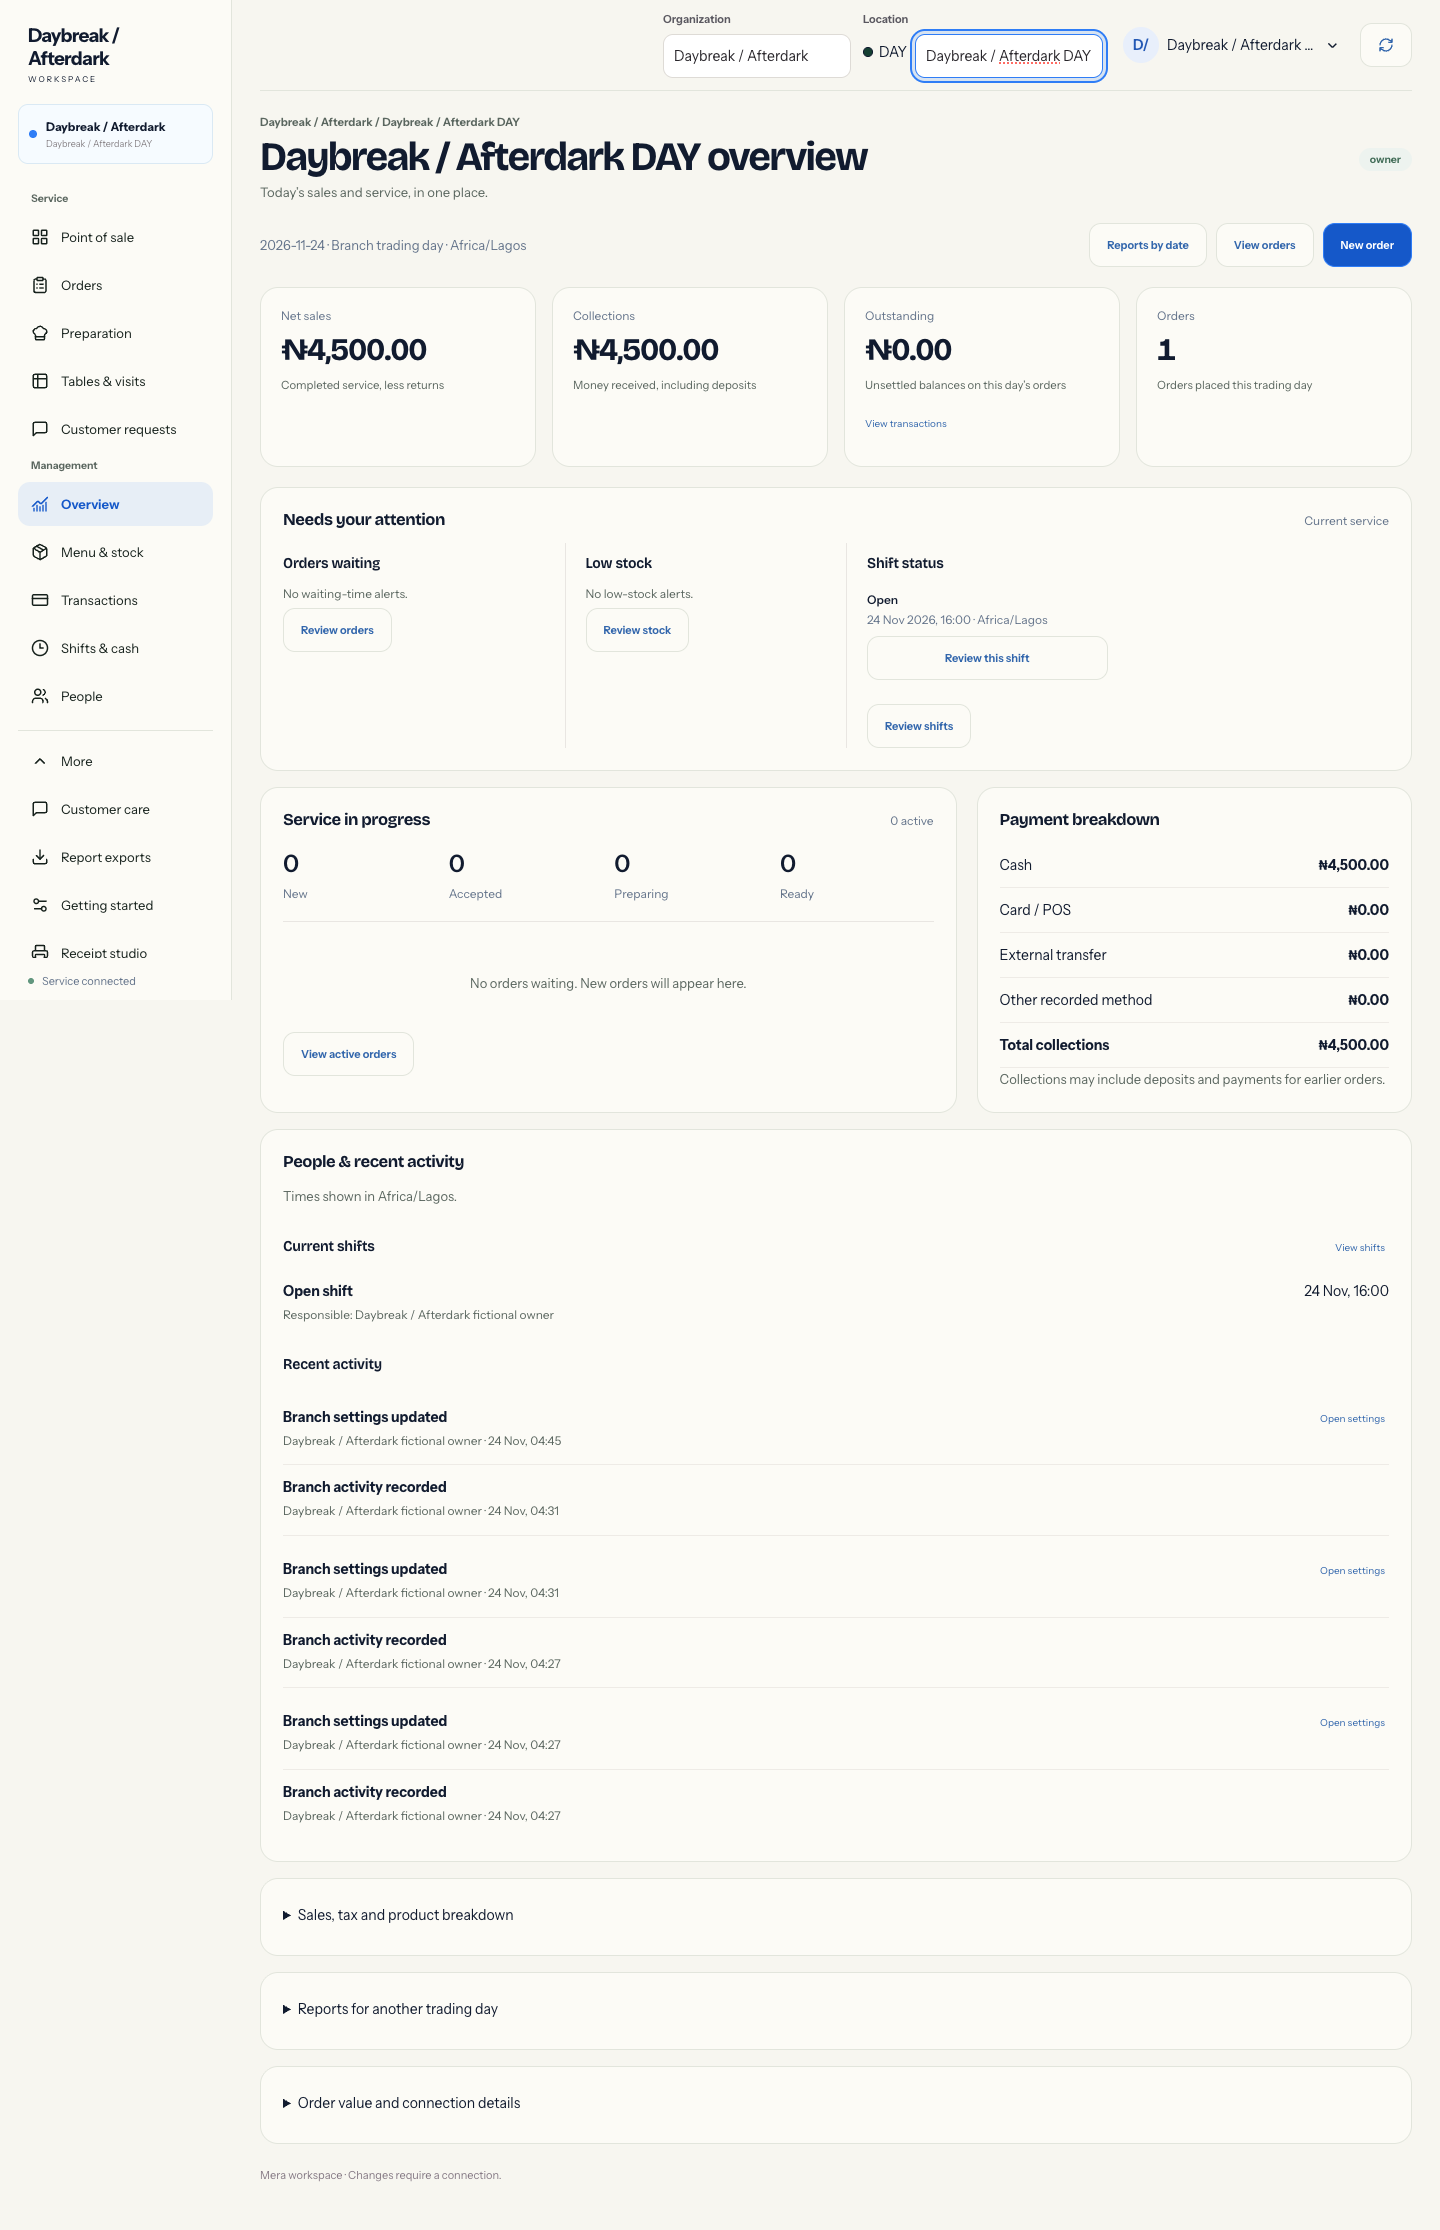 Daybreak /
Afterdark
WORKSPACE
Daybreak / Afterdark
Daybreak / Afterdark DAY
Service
Point of sale
Orders
Preparation
Tables & visits
Customer requests
Management
Overview
Menu & stock
Transactions
Shifts & cash
People
More
Customer care
Report exports
Getting started
Receipt studio
Service connected
Organization
Daybreak / Afterdark
Location
DAY
Daybreak / Afterdark DAY
D/
Daybreak / Afterdark ...
Daybreak / Afterdark / Daybreak / Afterdark DAY
Daybreak / Afterdark DAY overview
owner
Today's sales and service, in one place.
2026-11-24 · Branch trading day · Africa/Lagos
Reports by date
View orders
New order
Net sales
₦4,500.00
Completed service, less returns
Collections
₦4,500.00
Money received, including deposits
Outstanding
₦0.00
Unsettled balances on this day's orders
View transactions
Orders
1
Orders placed this trading day
Needs your attention
Current service
Orders waiting
No waiting-time alerts.
Review orders
Low stock
No low-stock alerts.
Review stock
Shift status
Open
24 Nov 2026, 16:00 · Africa/Lagos
Review this shift
Review shifts
Service in progress
0 active
0
New
0
Accepted
0
Preparing
0
Ready
No orders waiting. New orders will appear here.
View active orders
Payment breakdown
Cash ₦4,500.00
Card / POS ₦0.00
External transfer ₦0.00
Other recorded method ₦0.00
Total collections ₦4,500.00
Collections may include deposits and payments for earlier orders.
People & recent activity
Times shown in Africa/Lagos.
Current shifts
View shifts
Open shift
24 Nov, 16:00
Responsible: Daybreak / Afterdark fictional owner
Recent activity
Branch settings updated
Open settings
Daybreak / Afterdark fictional owner · 24 Nov, 04:45
Branch activity recorded
Daybreak / Afterdark fictional owner · 24 Nov, 04:31
Branch settings updated
Open settings
Daybreak / Afterdark fictional owner · 24 Nov, 04:31
Branch activity recorded
Daybreak / Afterdark fictional owner · 24 Nov, 04:27
Branch settings updated
Open settings
Daybreak / Afterdark fictional owner · 24 Nov, 04:27
Branch activity recorded
Daybreak / Afterdark fictional owner · 24 Nov, 04:27
Sales, tax and product breakdown
Reports for another trading day
Order value and connection details
Mera workspace · Changes require a connection.